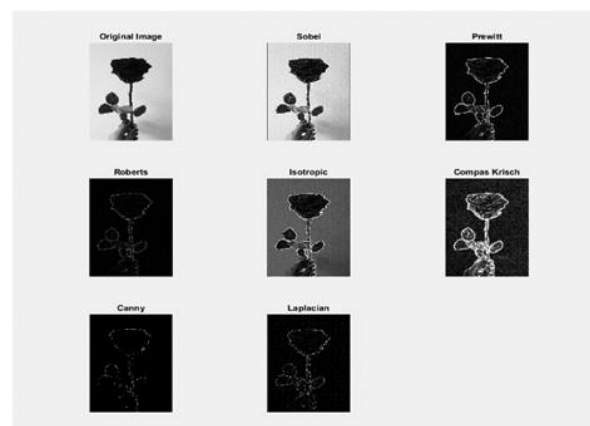 Original Image
Sobel
Prewitt
Roberts
Isotropic
Compas Krisch
Canny
Laplacian